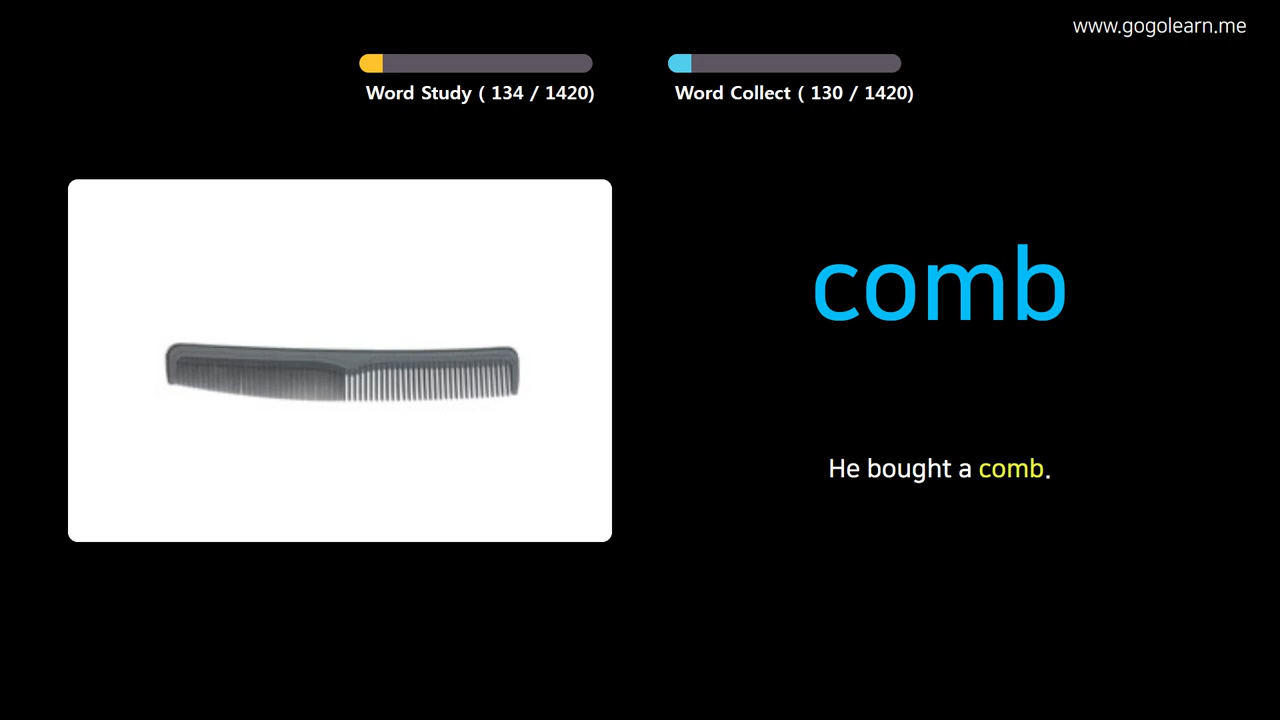 www.gogolearn.me
Word Study ( 134 / 1420)
Word Collect ( 130 / 1420)
comb
He bought a comb.